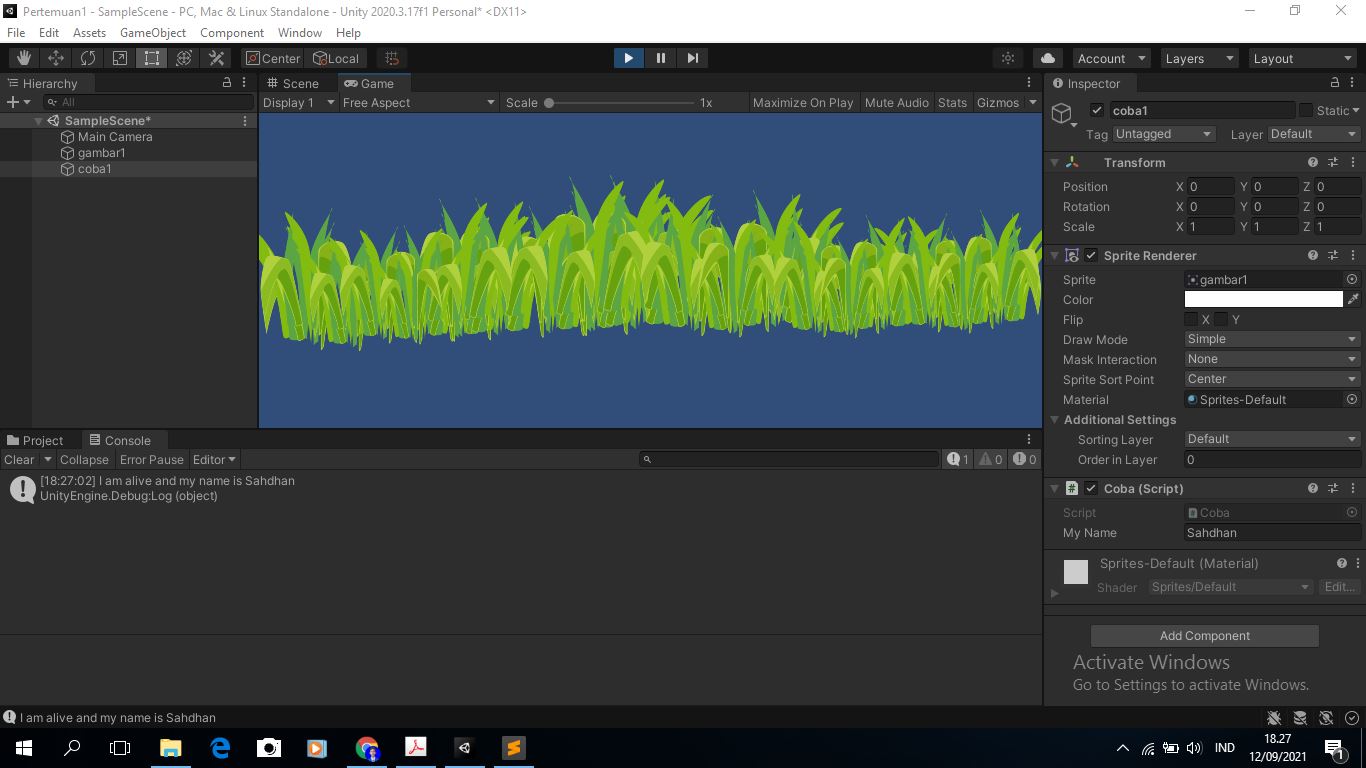 Pertemuan1 - SampleScene - PC, Mac & Linux Standalone - Unity 2020.3.17f1 Personal* <DX11>
File Edit Assets GameObject Component Window Help
Center Local Account Layers Layout
Hierarchy
All
SampleScene*
Main Camera
gambar1
coba1
Scene Game
Display 1 Free Aspect Scale 1x Maximize On Play Mute Audio Stats Gizmos
Inspector
coba1 Static
Tag Untagged Layer Default
Transform
Position X 0 Y 0 Z 0
Rotation X 0 Y 0 Z 0
Scale X 1 Y 1 Z 1
Sprite Renderer
Sprite gambar1
Color
Flip X Y
Draw Mode Simple
Mask Interaction None
Sprite Sort Point Center
Material Sprites-Default
Additional Settings
Sorting Layer Default
Order in Layer 0
Coba (Script)
Script Coba
My Name Sahdhan
Sprites-Default (Material)
Shader Sprites/Default Edit...
Add Component
Activate Windows
Go to Settings to activate Windows.
Project Console
Clear Collapse Error Pause Editor 1 0 0
[18:27:02] I am alive and my name is Sahdhan
UnityEngine.Debug:Log (object)
I am alive and my name is Sahdhan
IND
18.27
12/09/2021
1